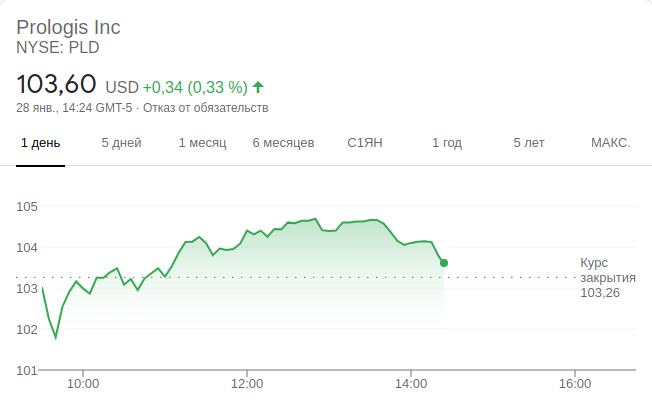 Prologis Inc
NYSE: PLD
103,60 USD +0,34 (0,33 %)
28 янв., 14:24 GMT-5 · Отказ от обязательств
1 день 5 дней 1 месяц 6 месяцев С1ЯН 1 год 5 лет МАКС.
105
104
Курс
закрытия
103,26
103
102
101
10:00 12:00 14:00 16:00